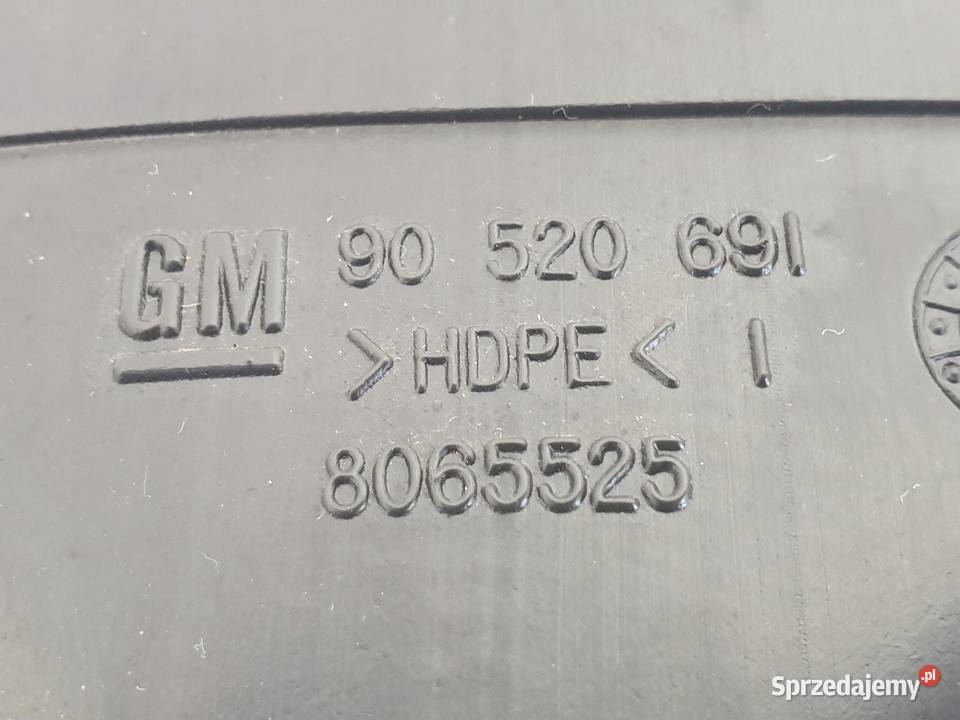 GM 90 520 691
>HDPE< 1
8065525
Sprzedajemy.pl